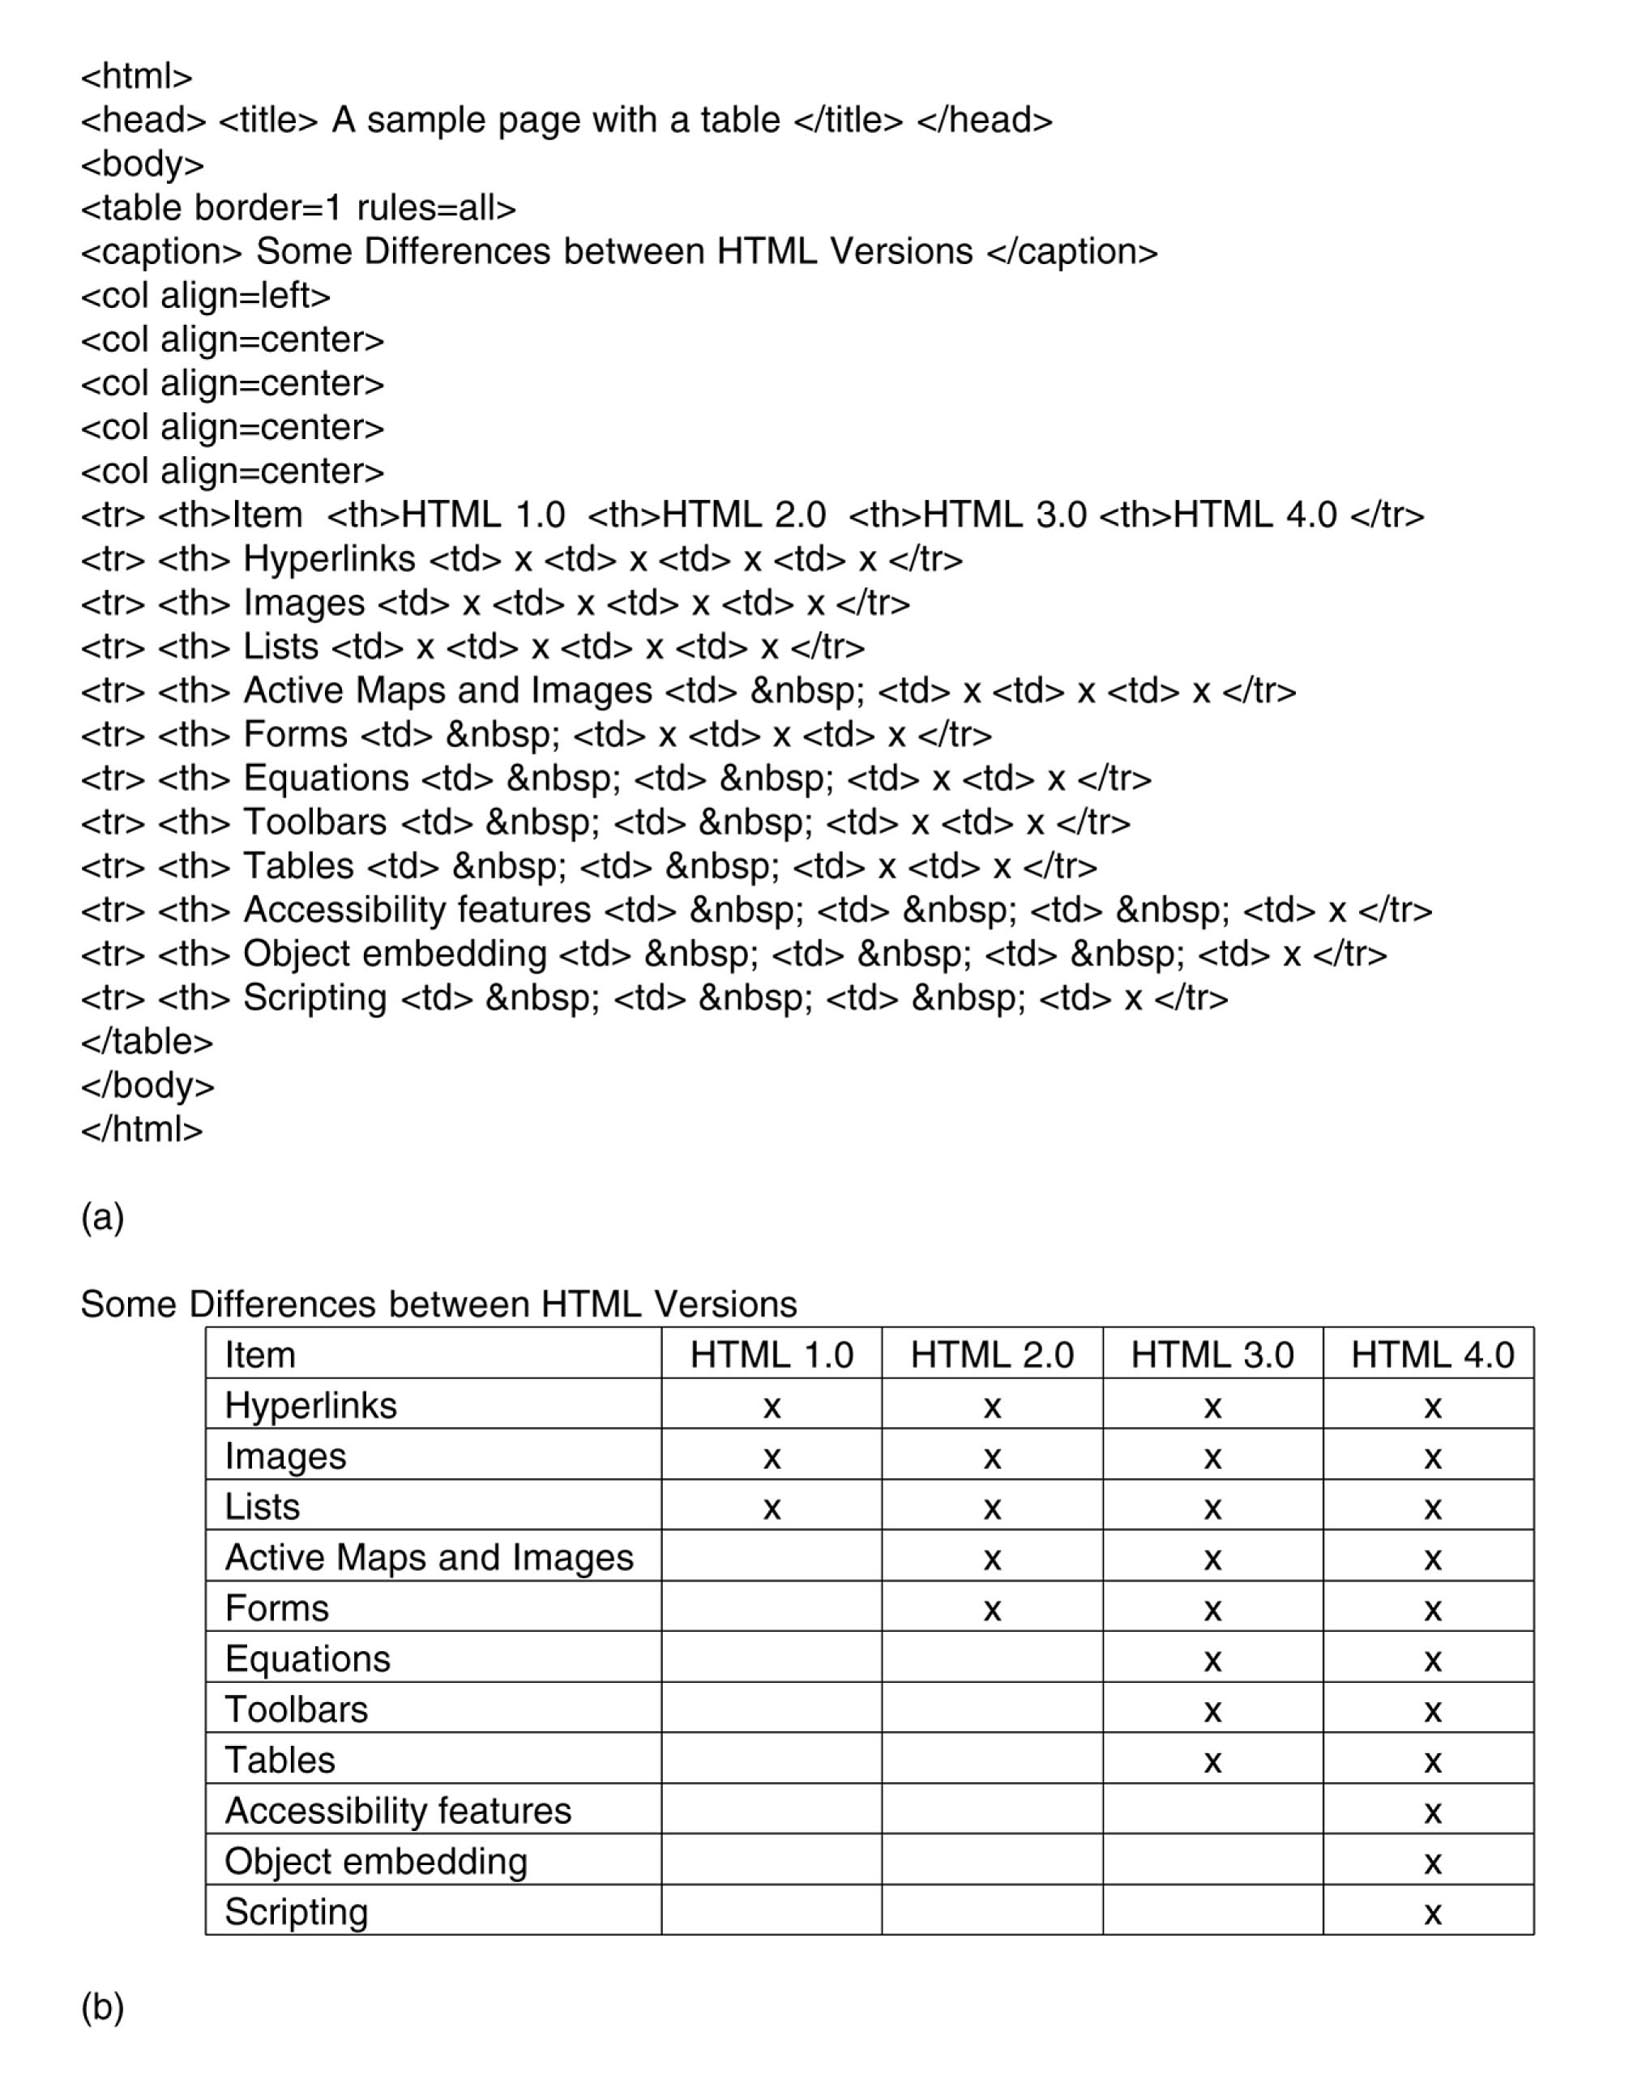 <html>
<head> <title> A sample page with a table </title> </head>
<body>
<table border=1 rules=all>
<caption> Some Differences between HTML Versions </caption>
<col align=left>
<col align=center>
<col align=center>
<col align=center>
<col align=center>
<tr> <th>Item <th>HTML 1.0 <th>HTML 2.0 <th>HTML 3.0 <th>HTML 4.0 </tr>
<tr> <th> Hyperlinks <td> x <td> x <td> x <td> x </tr>
<tr> <th> Images <td> x <td> x <td> x <td> x </tr>
<tr> <th> Lists <td> x <td> x <td> x <td> x </tr>
<tr> <th> Active Maps and Images <td> &nbsp; <td> x <td> x <td> x </tr>
<tr> <th> Forms <td> &nbsp; <td> x <td> x <td> x </tr>
<tr> <th> Equations <td> &nbsp; <td> &nbsp; <td> x <td> x </tr>
<tr> <th> Toolbars <td> &nbsp; <td> &nbsp; <td> x <td> x </tr>
<tr> <th> Tables <td> &nbsp; <td> &nbsp; <td> x <td> x </tr>
<tr> <th> Accessibility features <td> &nbsp; <td> &nbsp; <td> &nbsp; <td> x </tr>
<tr> <th> Object embedding <td> &nbsp; <td> &nbsp; <td> &nbsp; <td> x </tr>
<tr> <th> Scripting <td> &nbsp; <td> &nbsp; <td> &nbsp; <td> x </tr>
</table>
</body>
</html>
(a)
Some Differences between HTML Versions
Item HTML 1.0 HTML 2.0 HTML 3.0 HTML 4.0
Hyperlinks x x x x
Images x x x x
Lists x x x x
Active Maps and Images x x x
Forms x x x
Equations x x
Toolbars x x
Tables x x
Accessibility features x
Object embedding x
Scripting x
(b)